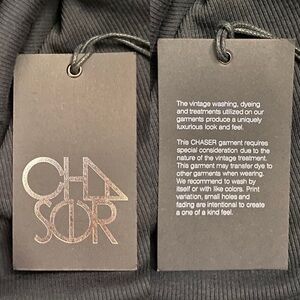 CHASOR
The vintage washing, dyeing
and treatments utilized on our
garments produce a uniquely
luxurious look and feel.
This CHASER garment requires
special consideration due to the
nature of the vintage treatment.
This garment may transfer dye to
other garments when wearing.
We recommend to wash by
itself or with like colors. Print
variation, small holes and
fading are intentional to create
a one of a kind feel.